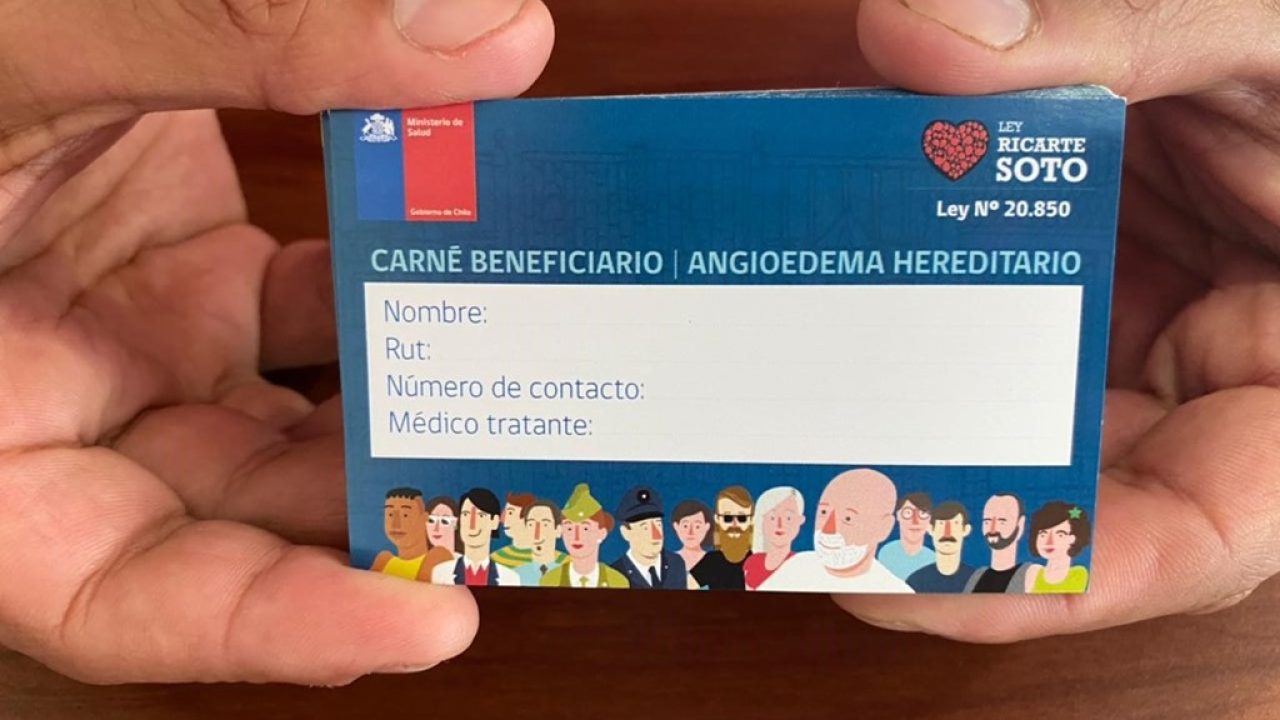 Ministerio de
Salud
Gobierno de Chile
LEY
RICARTE
SOTO
Ley Nº 20.850
CARNÉ BENEFICIARIO | ANGIOEDEMA HEREDITARIO
Nombre:
Rut:
Número de contacto:
Médico tratante: